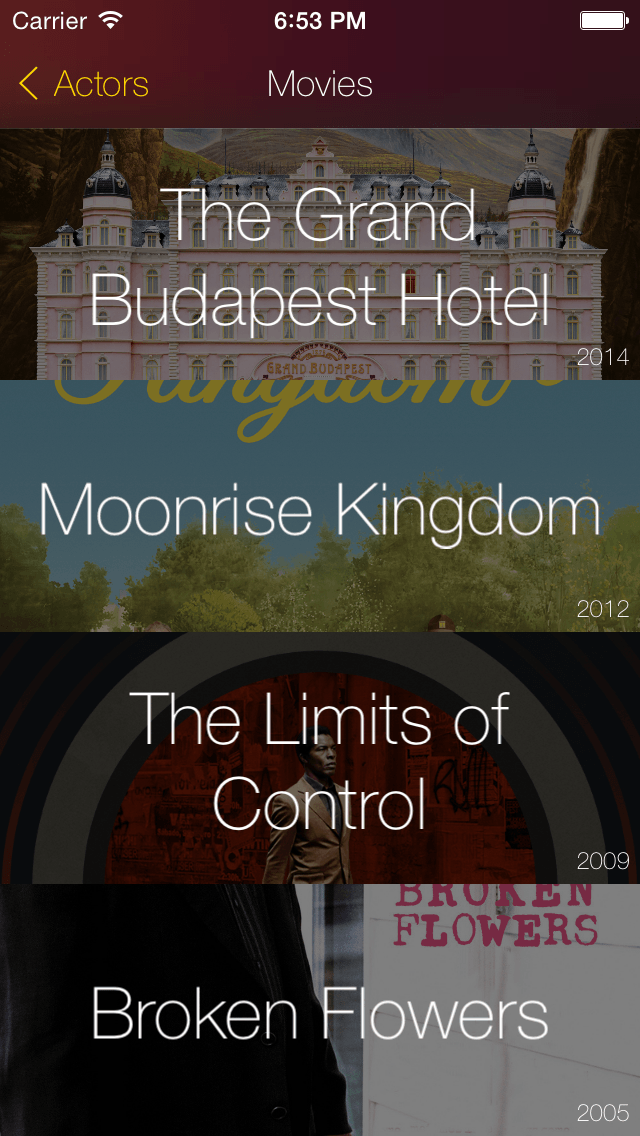 Carrier 6:53 PM
Actors Movies
The Grand
Budapest Hotel
GRAND BUDAPEST
2014
Kingdom
Moonrise Kingdom
2012
The Limits of
Control
2009
BROKEN
FLOWERS
Broken Flowers
2005